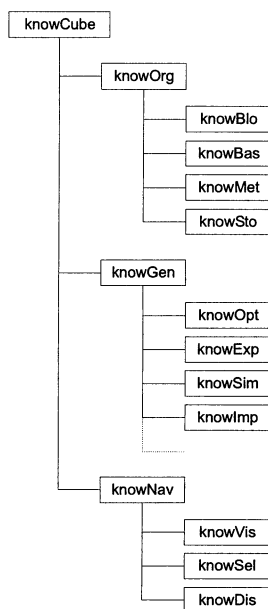 knowCube
knowOrg
knowBlo
knowBas
knowMet
knowSto
knowGen
knowOpt
knowExp
knowSim
knowImp
knowNav
knowVis
knowSel
knowDis